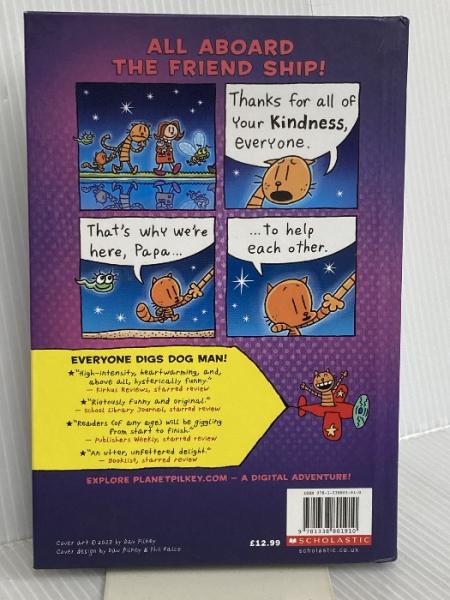 ALL ABOARD
THE FRIEND SHIP!
Thanks for all of
Your Kindness,
everyone.
That's why we're
here, Papa...
...to help
each other.
EVERYONE DIGS DOG MAN!
★"High-intensity, heartwarming, and,
above all, hysterically funny."
— Kirkus Reviews, starred review
★"Riotously funny and original."
— School Library Journal, starred review
★"Readers (of any age) will be giggling
from start to finish."
— Publishers Weekly, starred review
★"An utter, unfettered delight."
— Booklist, starred review
EXPLORE PLANETPILKEY.COM — A DIGITAL ADVENTURE!
Cover art © 2023 by Dav Pilkey
Cover design by Dav Pilkey & Phil Falco
£12.99
9 781338 801910
SCHOLASTIC
scholastic.co.uk